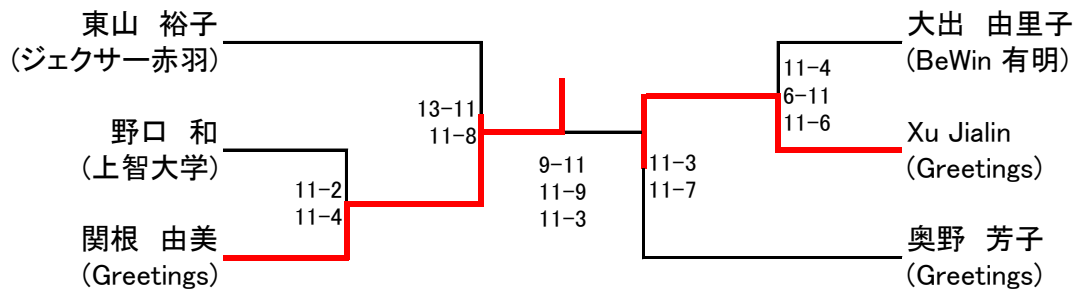 東山　裕子
(ジェクサー赤羽)
13-11
11-8
野口　和
(上智大学)
11-2
11-4
関根　由美
(Greetings)
9-11
11-9
11-3
大出　由里子
(BeWin 有明)
11-4
6-11
11-6
Xu Jialin
(Greetings)
11-3
11-7
奥野　芳子
(Greetings)